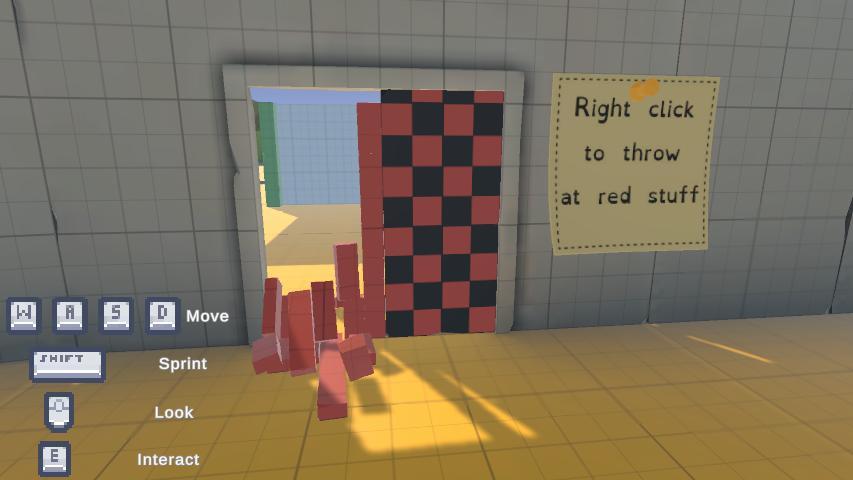 Right click
to throw
at red stuff
W A S D Move
SHIFT Sprint
Look
E Interact